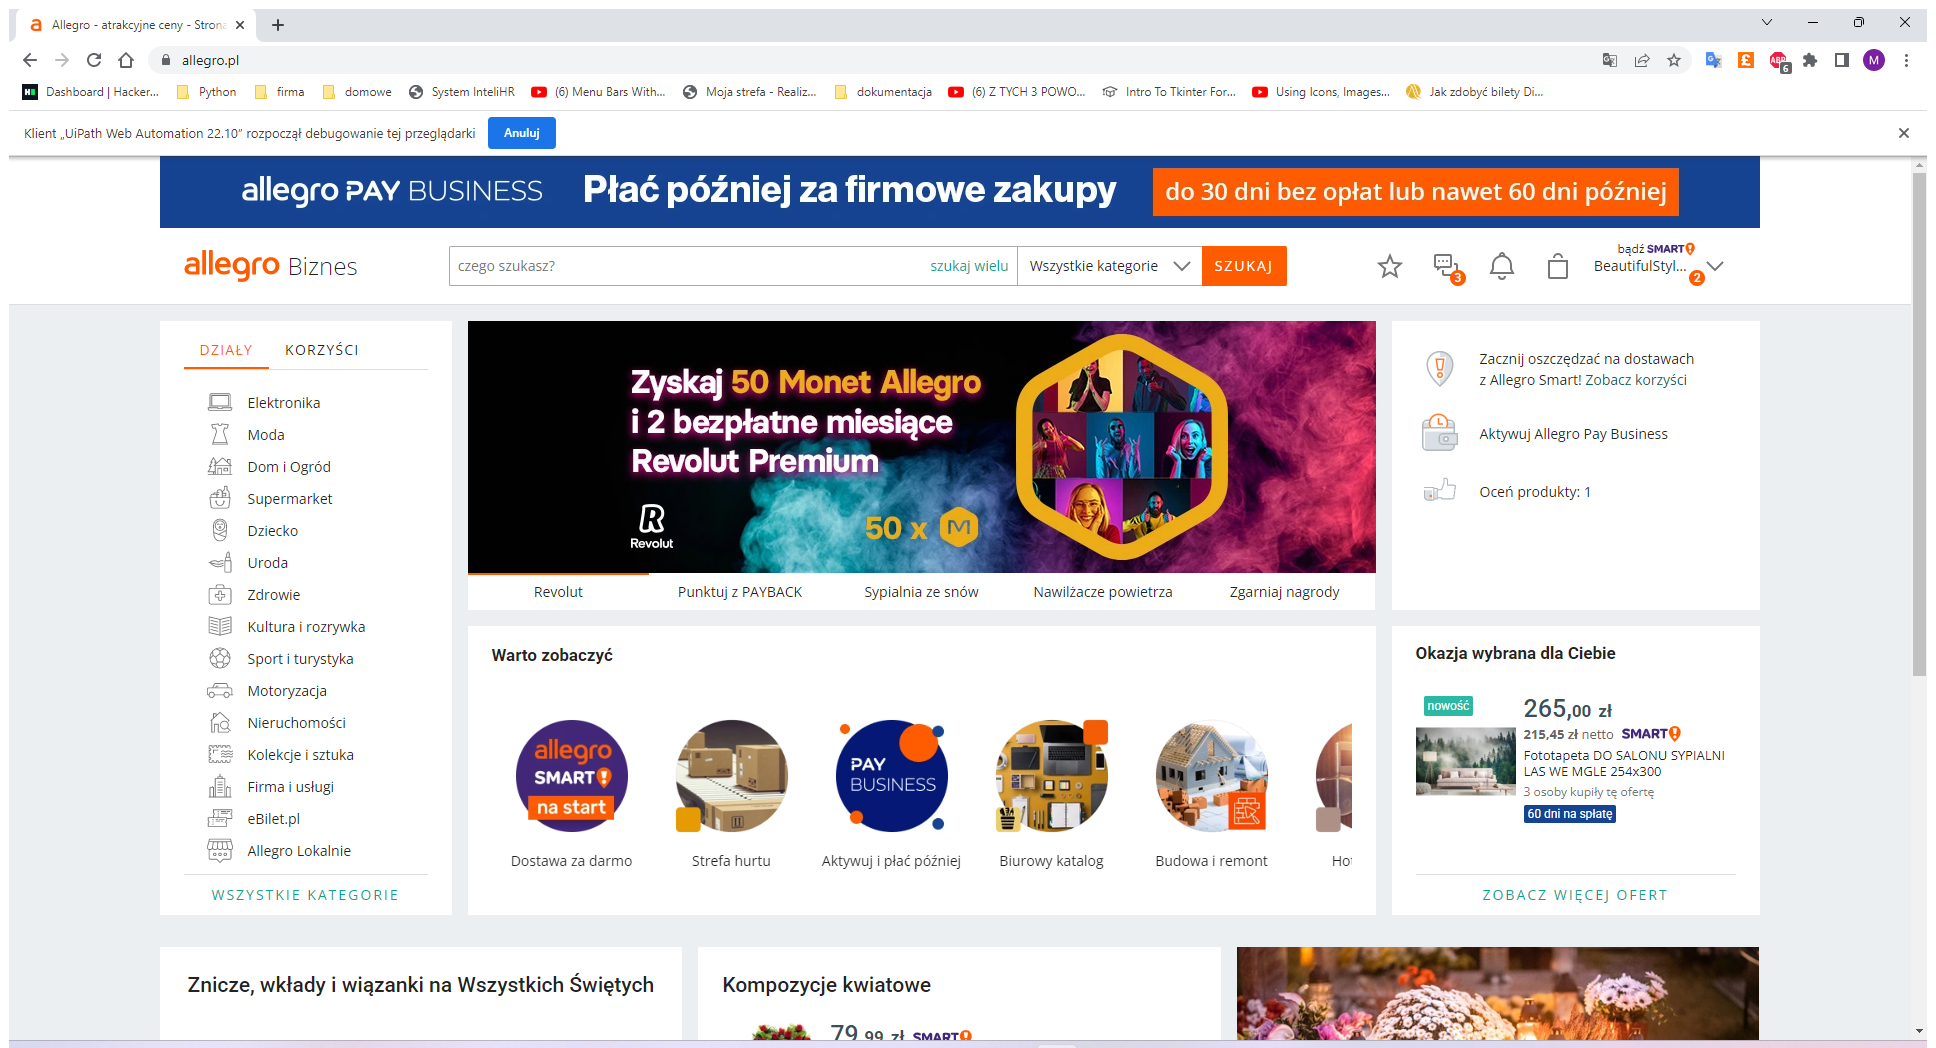 Allegro - atrakcyjne ceny - Strona
allegro.pl
6
M
Dashboard | Hacker...
Python
firma
domowe
System InteliHR
(6) Menu Bars With...
Moja strefa - Realiz...
dokumentacja
(6) Z TYCH 3 POWO...
Intro To Tkinter For...
Using Icons, Images...
Jak zdobyć bilety Di...
Klient „UiPath Web Automation 22.10” rozpoczął debugowanie tej przeglądarki
Anuluj
allegro PAY BUSINESS
Płać później za firmowe zakupy
do 30 dni bez opłat lub nawet 60 dni później
allegro Biznes
czego szukasz?
szukaj wielu
Wszystkie kategorie
SZUKAJ
3
bądź SMART!
BeautifulStyl...
2
DZIAŁY
KORZYŚCI
Elektronika
Moda
Dom i Ogród
Supermarket
Dziecko
Uroda
Zdrowie
Kultura i rozrywka
Sport i turystyka
Motoryzacja
Nieruchomości
Kolekcje i sztuka
Firma i usługi
eBilet.pl
Allegro Lokalnie
WSZYSTKIE KATEGORIE
Zyskaj 50 Monet Allegro
i 2 bezpłatne miesiące
Revolut Premium
R
Revolut
50 x M
Revolut
Punktuj z PAYBACK
Sypialnia ze snów
Nawilżacze powietrza
Zgarniaj nagrody
Zacznij oszczędzać na dostawach
z Allegro Smart! Zobacz korzyści
Aktywuj Allegro Pay Business
Oceń produkty: 1
Warto zobaczyć
allegro
SMART!
na start
Dostawa za darmo
Strefa hurtu
PAY
BUSINESS
Aktywuj i płać później
Biurowy katalog
Budowa i remont
Okazja wybrana dla Ciebie
nowość
265,00 zł
215,45 zł netto SMART!
Fototapeta DO SALONU SYPIALNI
LAS WE MGLE 254x300
3 osoby kupiły tę ofertę
60 dni na spłatę
ZOBACZ WIĘCEJ OFERT
Znicze, wkłady i wiązanki na Wszystkich Świętych
Kompozycje kwiatowe
79,99 zł SMART!